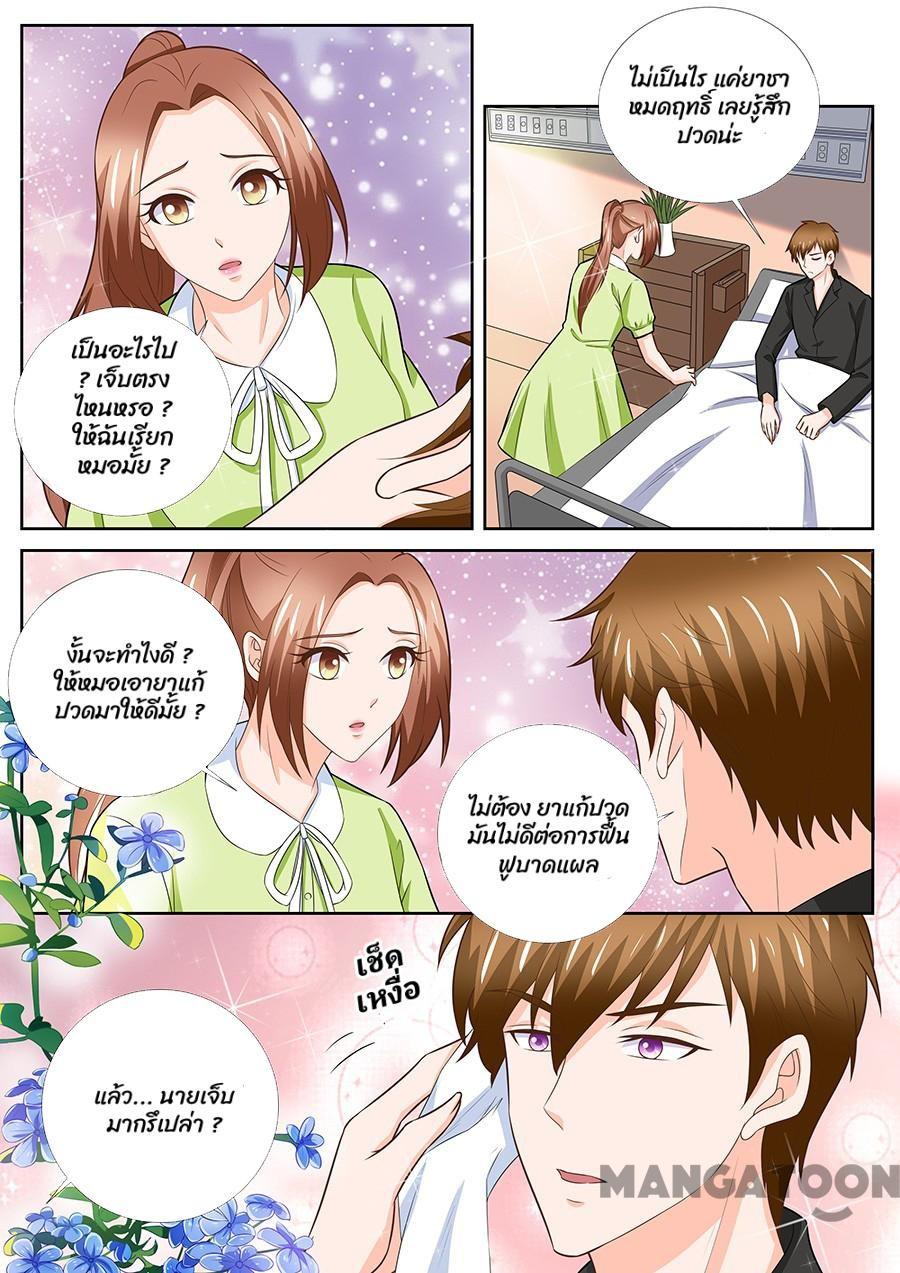 เป็นอะไรไป
? เจ็บตรง
ไหนหรอ ?
ให้ฉันเรียก
หมอมั้ย ?
ไม่เป็นไร แค่ยาชา
หมดฤทธิ์ เลยรู้สึก
ปวดน่ะ
งั้นจะทำไงดี ?
ให้หมอเอายาแก้
ปวดมาให้ดีมั้ย ?
ไม่ต้อง ยาแก้ปวด
มันไม่ดีต่อการฟื้น
ฟูบาดแผล
เช็ด
เหงื่อ
แล้ว... นายเจ็บ
มากรึเปล่า ?
MANGATOON